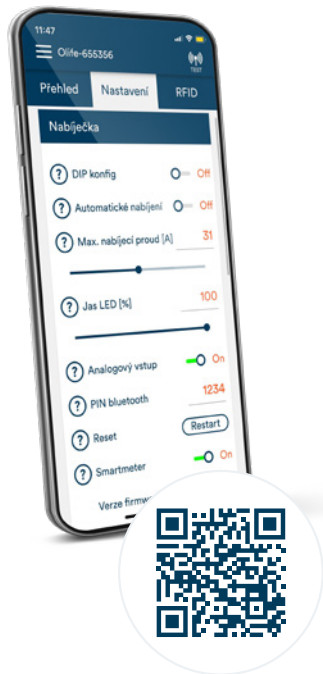 11:47
Olife-655356
TEST
Přehled Nastavení RFID
Nabíječka
DIP konfig Off
Automatické nabíjení Off
Max. nabíjecí proud [A] 31
Jas LED [%] 100
Analogový vstup On
PIN bluetooth 1234
Reset Restart
Smartmeter On
Verze